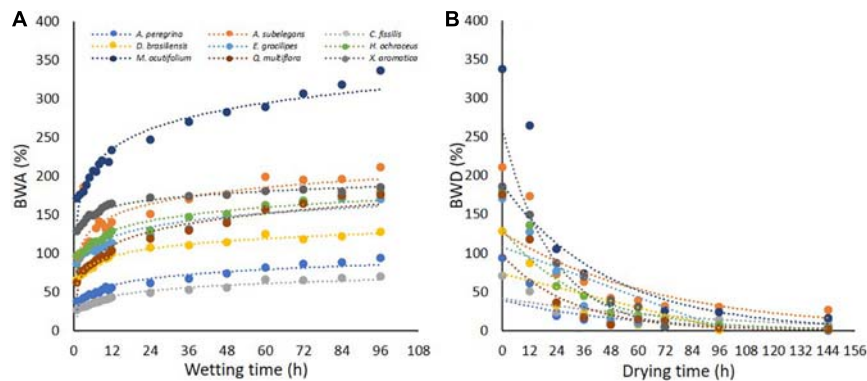 A
400
350
300
250
200
150
100
50
0
BWA (%)
A. peregrina A. subelegans C. fissilis
D. brasiliensis E. gracilipes H. ochraceus
M. acutifolium Q. multiflora X. aromatica
0 12 24 36 48 60 72 84 96 108
Wetting time (h)
B
400
350
300
250
200
150
100
50
0
BWD (%)
0 12 24 36 48 60 72 84 96 108 120 132 144 156
Drying time (h)